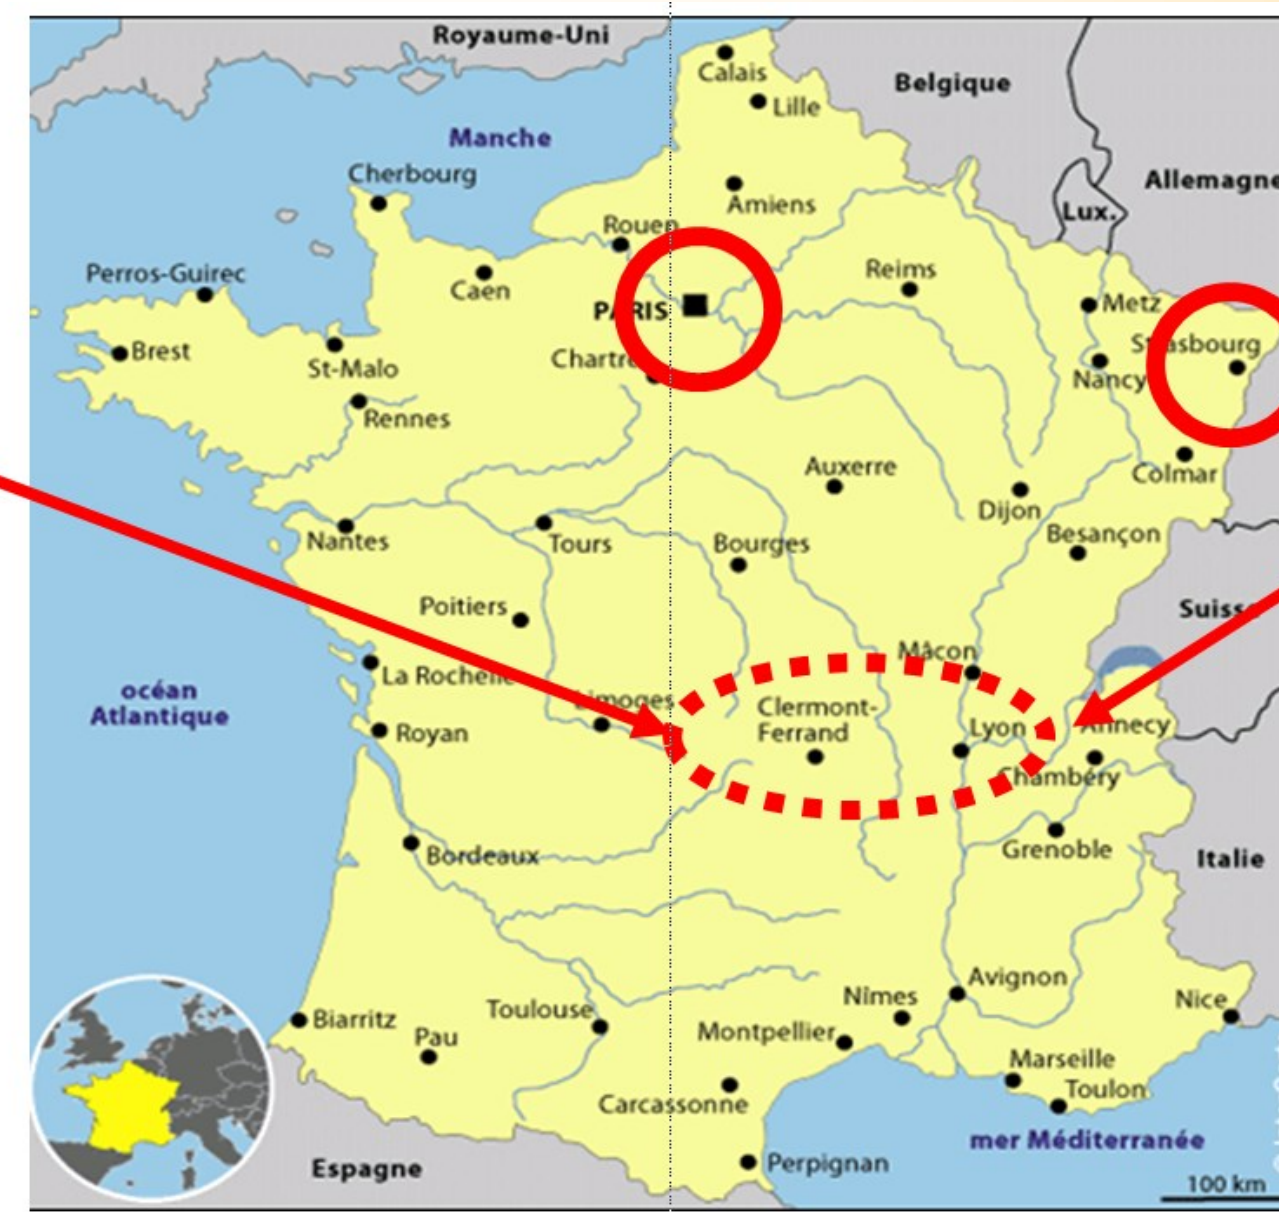 Royaume-Uni
Calais
Belgique
Lille
Manche
Cherbourg
Allemagne
Amiens
Lux.
Rouen
Perros-Guirec
Reims
Caen
Metz
PARIS
Strasbourg
Brest
Chartre
St-Malo
Nancy
Rennes
Auxerre
Colmar
Dijon
Nantes
Tours
Bourges
Besançon
Poitiers
Suisse
Mâcon
La Rochelle
océan
Atlantique
Limoges
Clermont-
Ferrand
Lyon
Annecy
Royan
Chambéry
Bordeaux
Grenoble
Italie
Avignon
Nîmes
Nice
Biarritz
Toulouse
Pau
Montpellier
Marseille
Toulon
Carcassonne
mer Méditerranée
Espagne
Perpignan
100 km